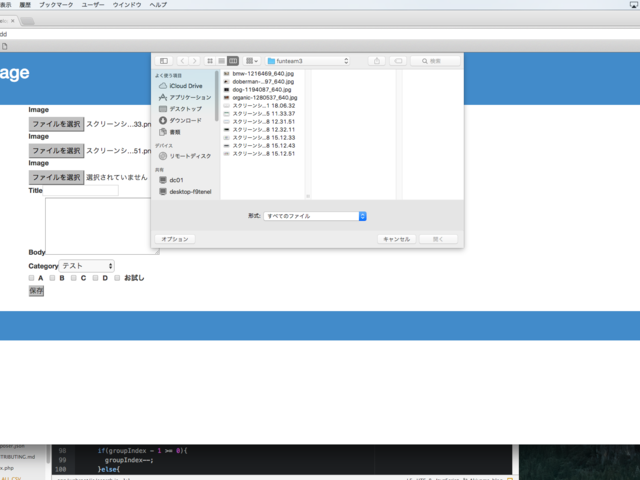 表示 履歴 ブックマーク ユーザー ウインドウ ヘルプ
dd
age
funteam3
検索
よく使う項目
iCloud Drive
アプリケーション
デスクトップ
ダウンロード
書類
デバイス
リモートディスク
共有
dc01
desktop-f9tenel
bmw-1216469_640.jpg
doberman-...97_640.jpg
dog-1194087_640.jpg
organic-1280537_640.jpg
スクリーンシ...1 16.06.32
スクリーンシ...5 11.33.37
スクリーンシ...8 12.31.51
スクリーンシ...8 12.32.11
スクリーンシ...8 15.12.33
スクリーンシ...8 15.12.43
スクリーンシ...8 15.12.51
形式: すべてのファイル
オプション
キャンセル
開く
Image
ファイルを選択 スクリーンシ...33.pn
Image
ファイルを選択 スクリーンシ...51.pn
Image
ファイルを選択 選択されていません
Title
Body
Category テスト
A B C D お試し
保存
TRIBUTING.md
x.php
98 if(groupIndex - 1 >= 0){
99 groupIndex--;
100 }else{